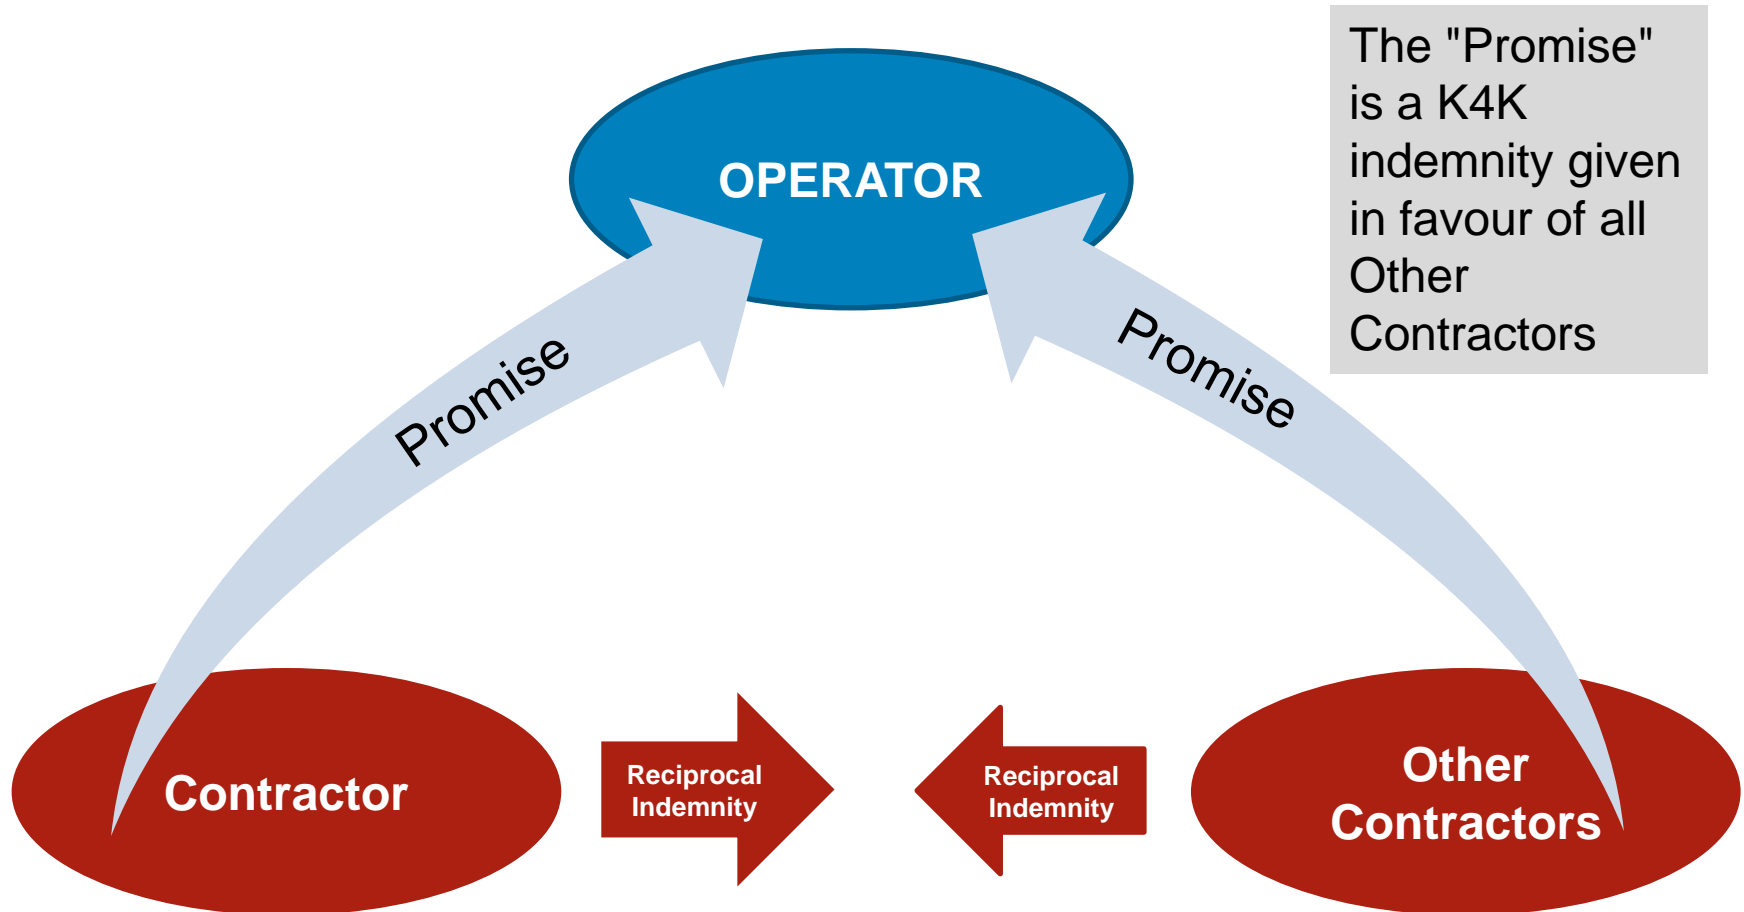 The "Promise"
is a K4K
indemnity given
in favour of all
Other
Contractors
OPERATOR
Promise
Promise
Contractor
Reciprocal
Indemnity
Reciprocal
Indemnity
Other
Contractors